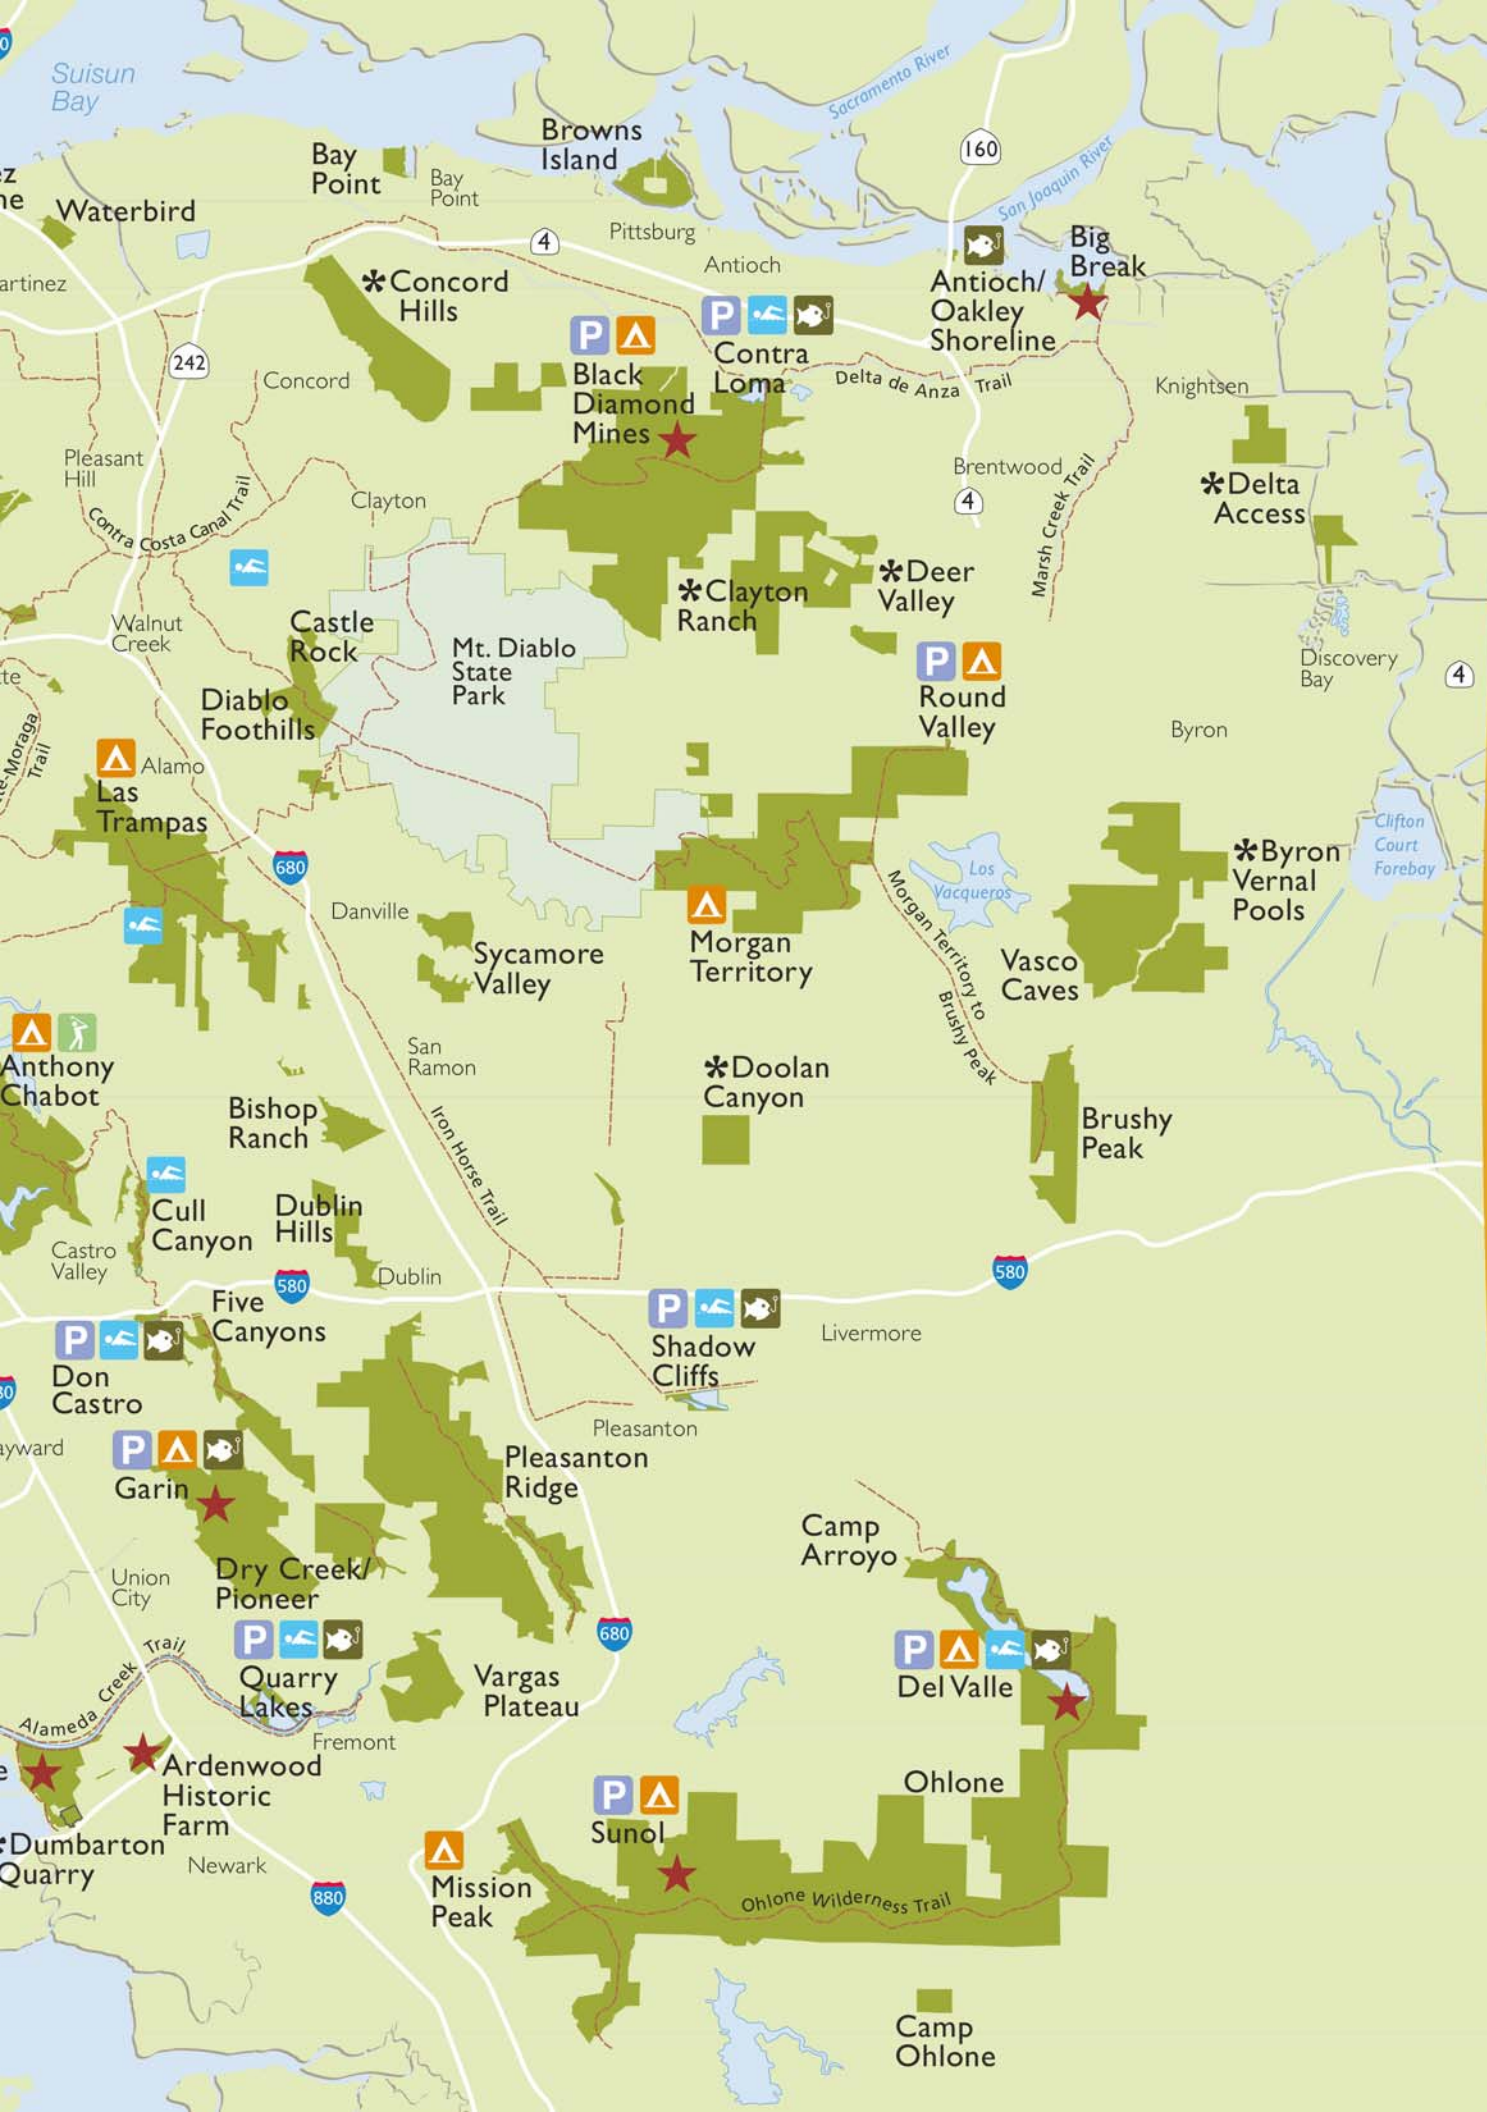 Suisun
Bay
Sacramento River
160
San Joaquin River
Browns
Island
Bay
Point
Bay
Point
Waterbird
Pittsburg
4
Antioch
Big
Break
Antioch/
Oakley
Shoreline
*Concord
Hills
P
P
Contra
Loma
Black
Diamond
Mines
242
Concord
Delta de Anza Trail
Knightsen
Pleasant
Hill
Brentwood
4
Marsh Creek Trail
*Delta
Access
Clayton
Contra Costa Canal Trail
*Deer
Valley
*Clayton
Ranch
Walnut
Creek
Castle
Rock
Mt. Diablo
State
Park
P
Round
Valley
Discovery
Bay
4
Diablo
Foothills
Byron
Trail
Alamo
Las
Trampas
680
Clifton
Court
Forebay
*Byron
Vernal
Pools
Los
Vacqueros
Danville
Sycamore
Valley
Morgan
Territory
Morgan Territory to
Brushy Peak
Vasco
Caves
Anthony
Chabot
San
Ramon
*Doolan
Canyon
Bishop
Ranch
Iron Horse Trail
Brushy
Peak
Cull
Canyon
Dublin
Hills
Castro
Valley
Dublin
580
580
Five
Canyons
P
Shadow
Cliffs
Livermore
P
Don
Castro
Pleasanton
P
Garin
Pleasanton
Ridge
Camp
Arroyo
Union
City
Dry Creek/
Pioneer
680
P
Quarry
Lakes
Vargas
Plateau
P
Del Valle
Alameda Creek Trail
Fremont
Ardenwood
Historic
Farm
Ohlone
P
Sunol
*Dumbarton
Quarry
Newark
880
Mission
Peak
Ohlone Wilderness Trail
Camp
Ohlone